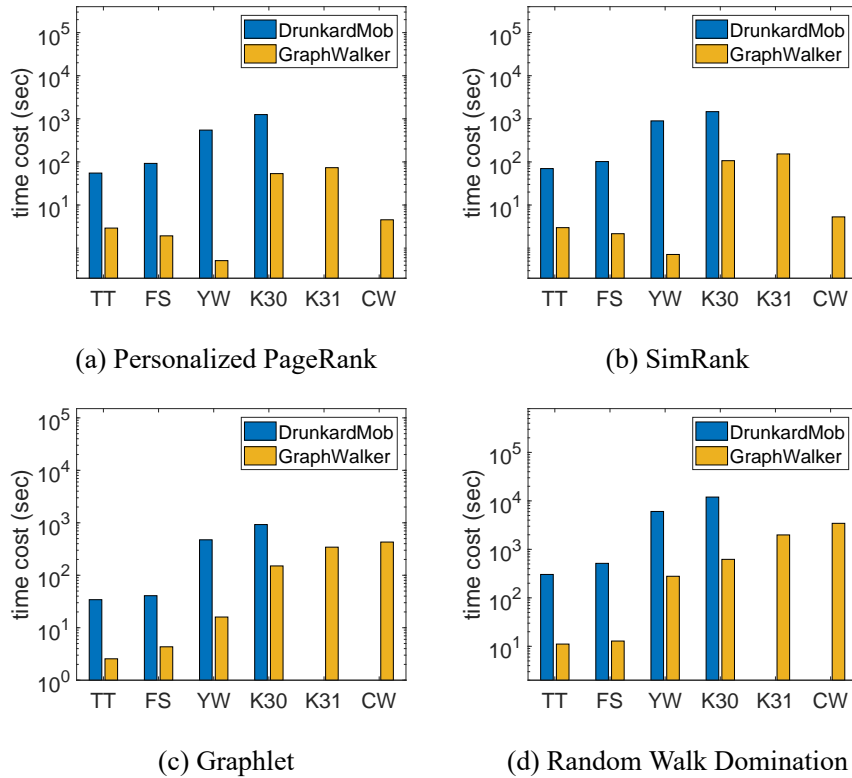 10^5
10^4
10^3
10^2
10^1
time cost (sec)
DrunkardMob
GraphWalker
TT FS YW K30 K31 CW
(a) Personalized PageRank
10^5
10^4
10^3
10^2
10^1
time cost (sec)
DrunkardMob
GraphWalker
TT FS YW K30 K31 CW
(b) SimRank
10^5
10^4
10^3
10^2
10^1
10^0
time cost (sec)
DrunkardMob
GraphWalker
TT FS YW K30 K31 CW
(c) Graphlet
10^5
10^4
10^3
10^2
10^1
time cost (sec)
DrunkardMob
GraphWalker
TT FS YW K30 K31 CW
(d) Random Walk Domination